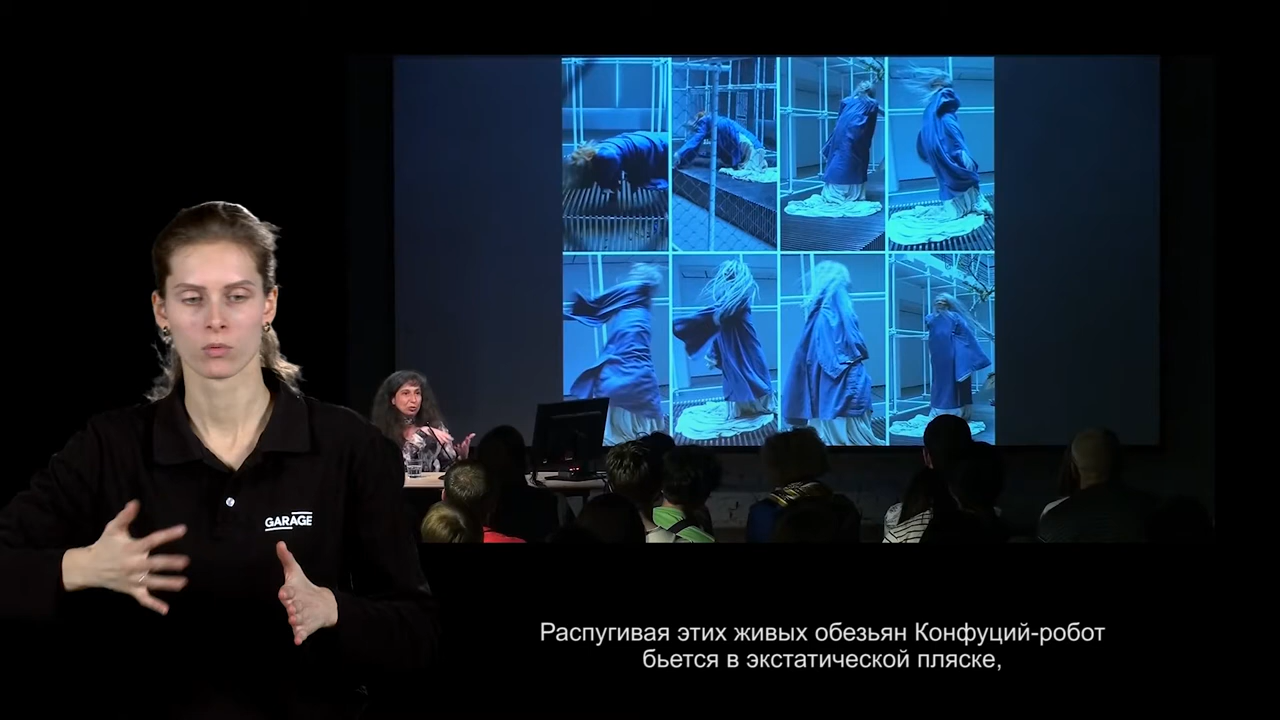 GARAGE
Распугивая этих живых обезьян Конфуций-робот
бьется в экстатической пляске,